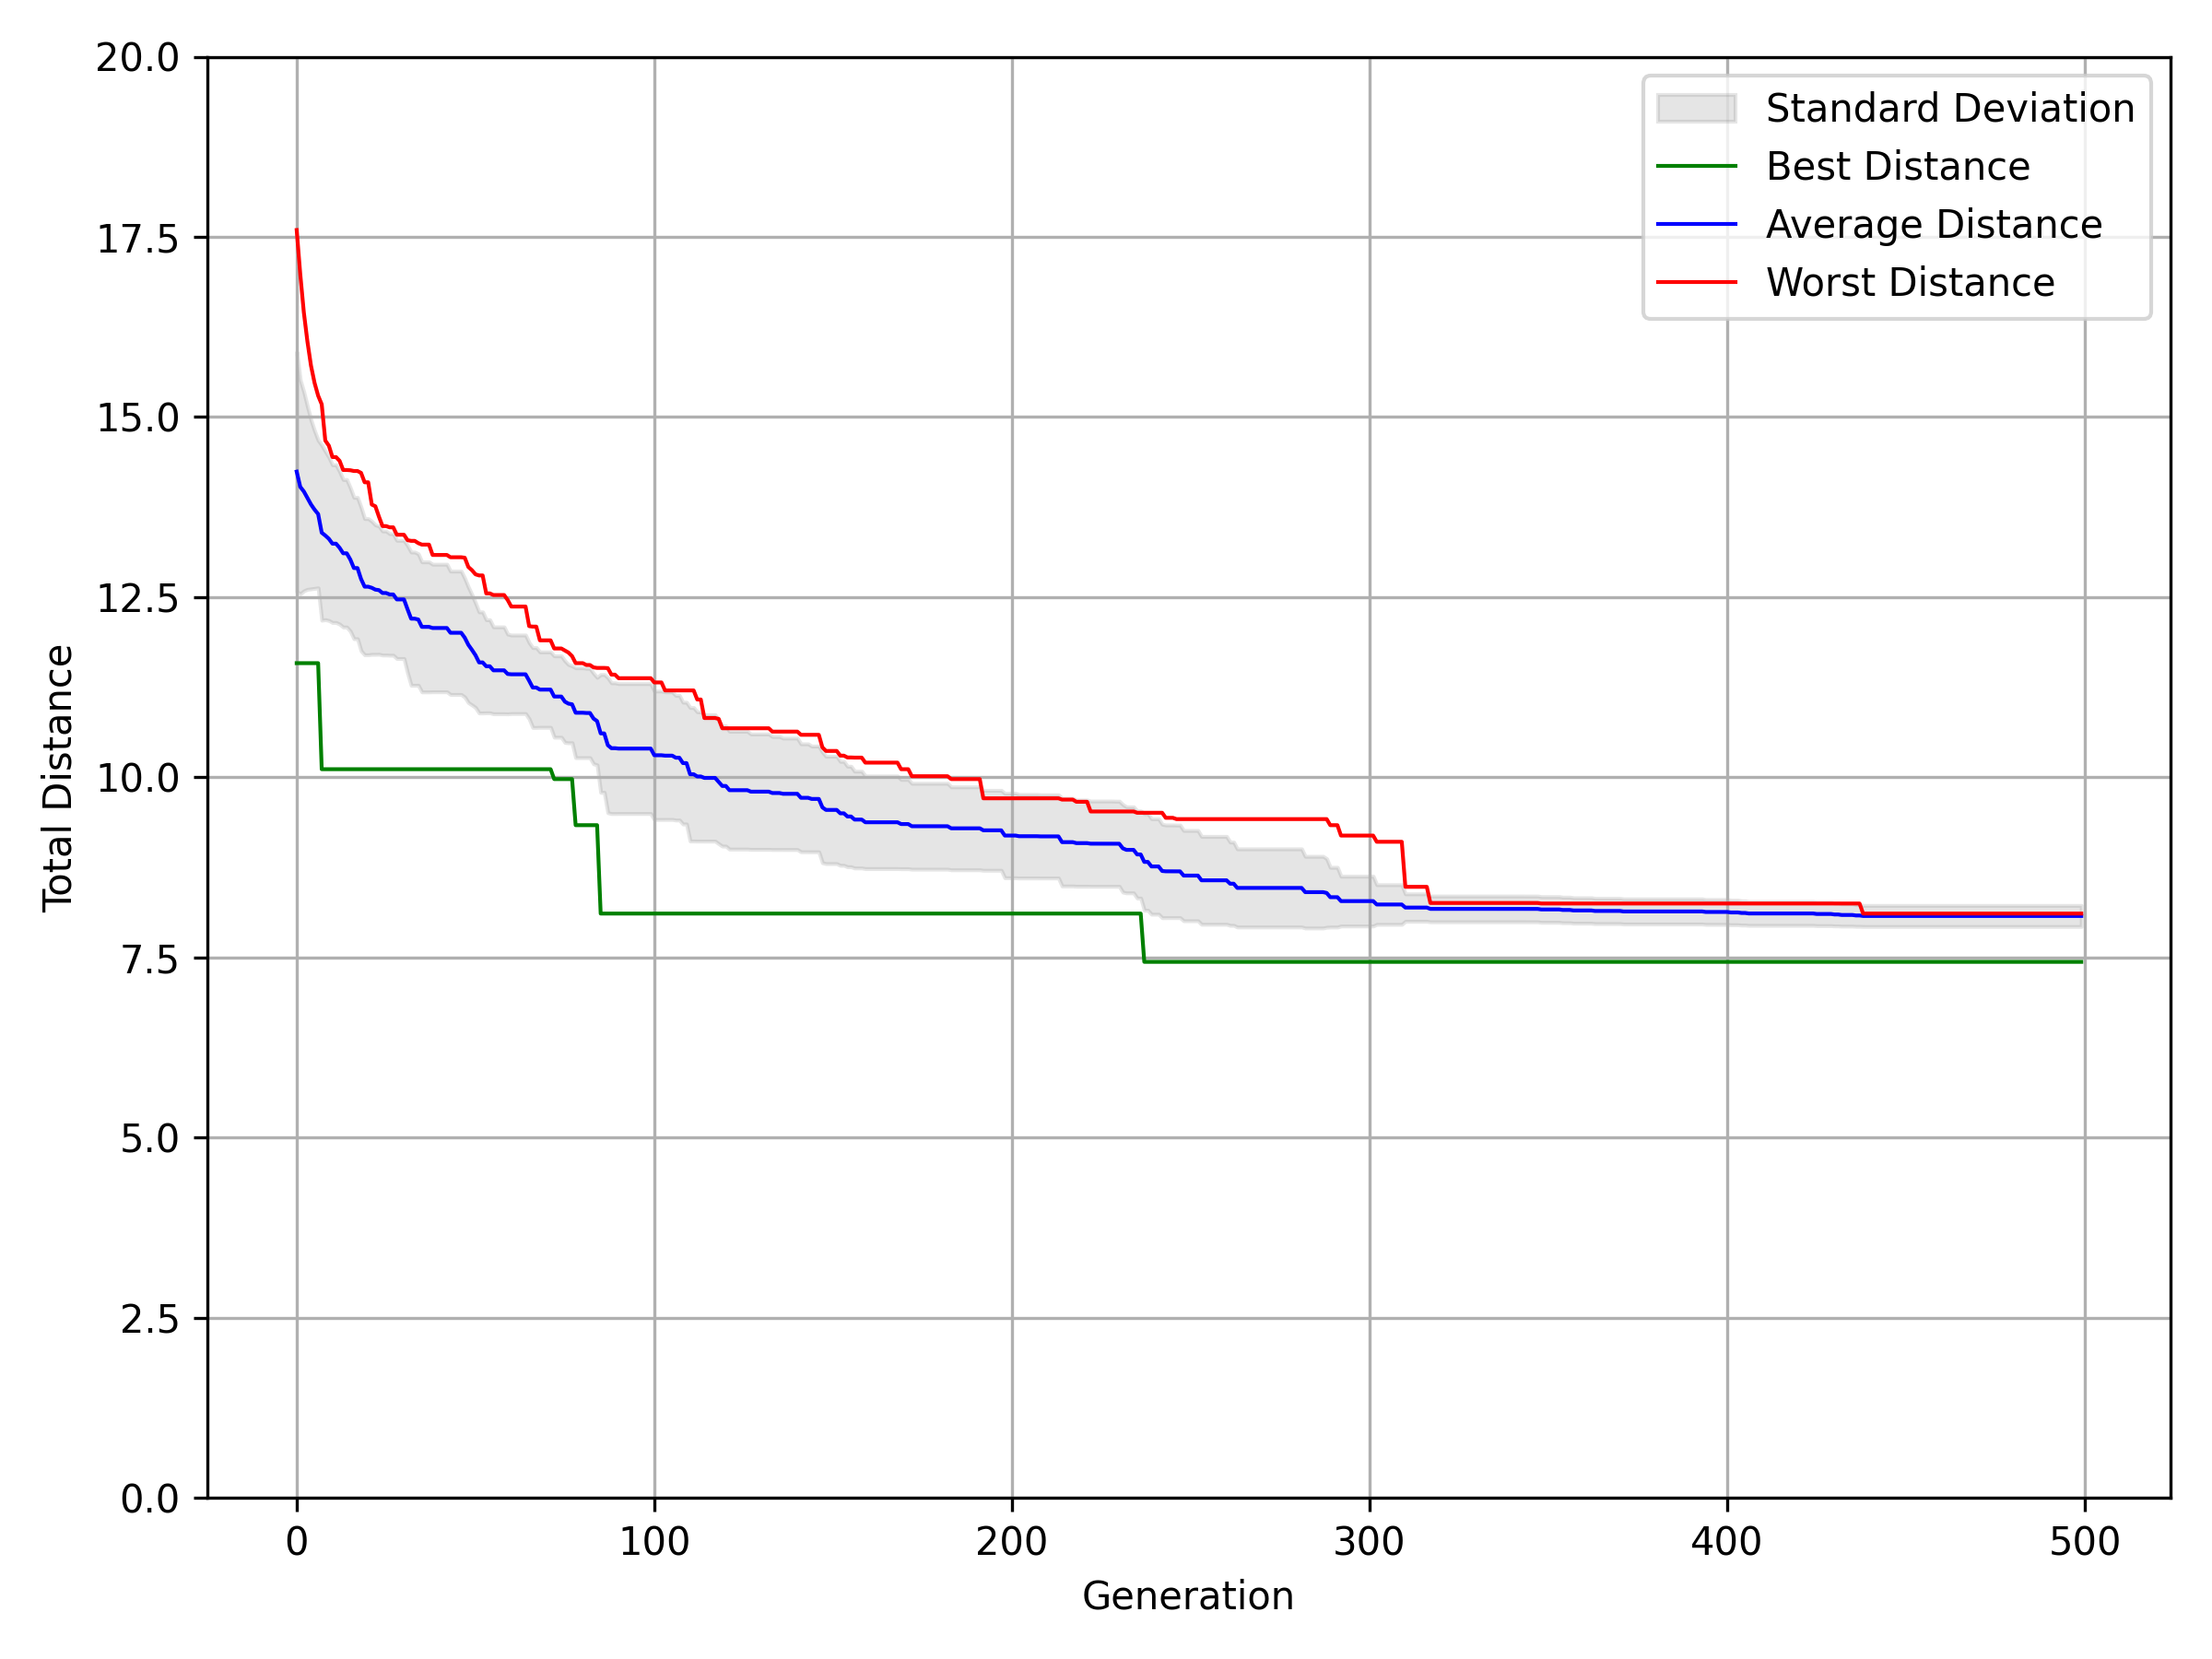 20.0
17.5
15.0
12.5
10.0
7.5
5.0
2.5
0.0
Total Distance
Standard Deviation
Best Distance
Average Distance
Worst Distance
0 100 200 300 400 500
Generation